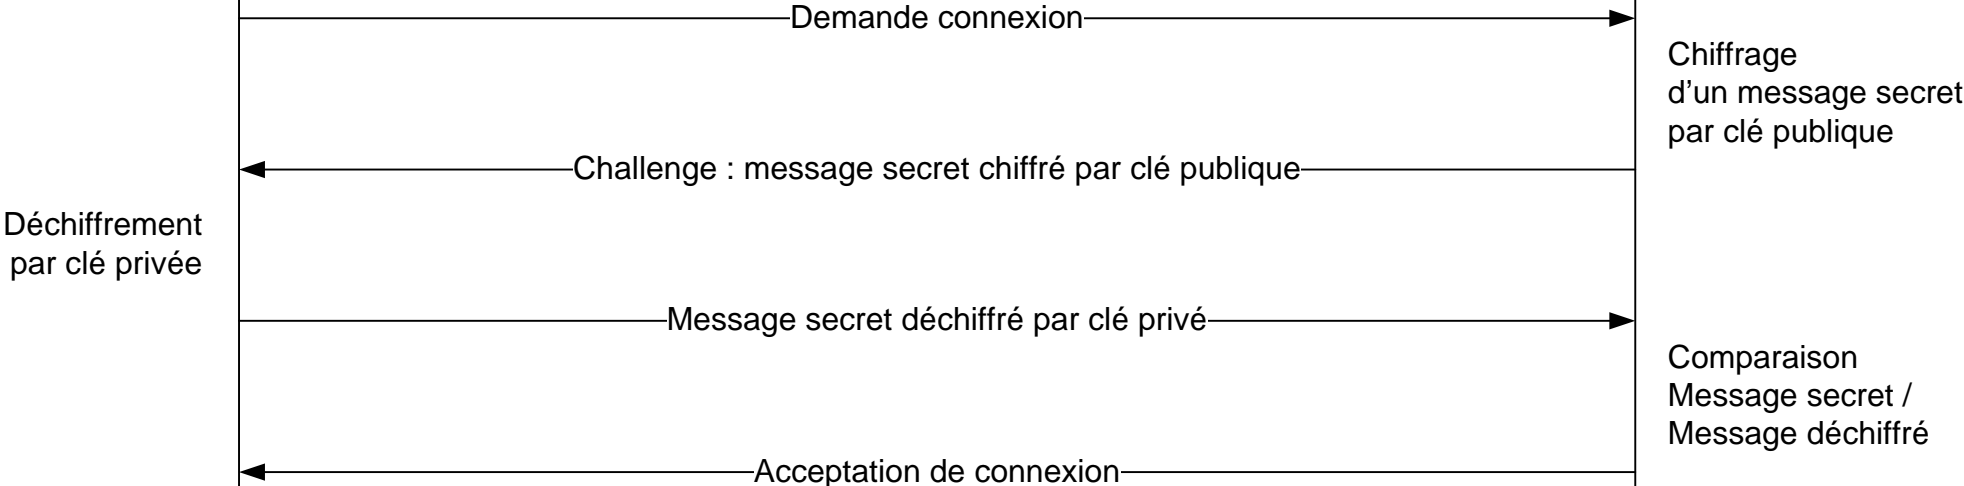 Demande connexion
Chiffrage
d'un message secret
par clé publique
Challenge : message secret chiffré par clé publique
Déchiffrement
par clé privée
Message secret déchiffré par clé privé
Comparaison
Message secret /
Message déchiffré
Acceptation de connexion